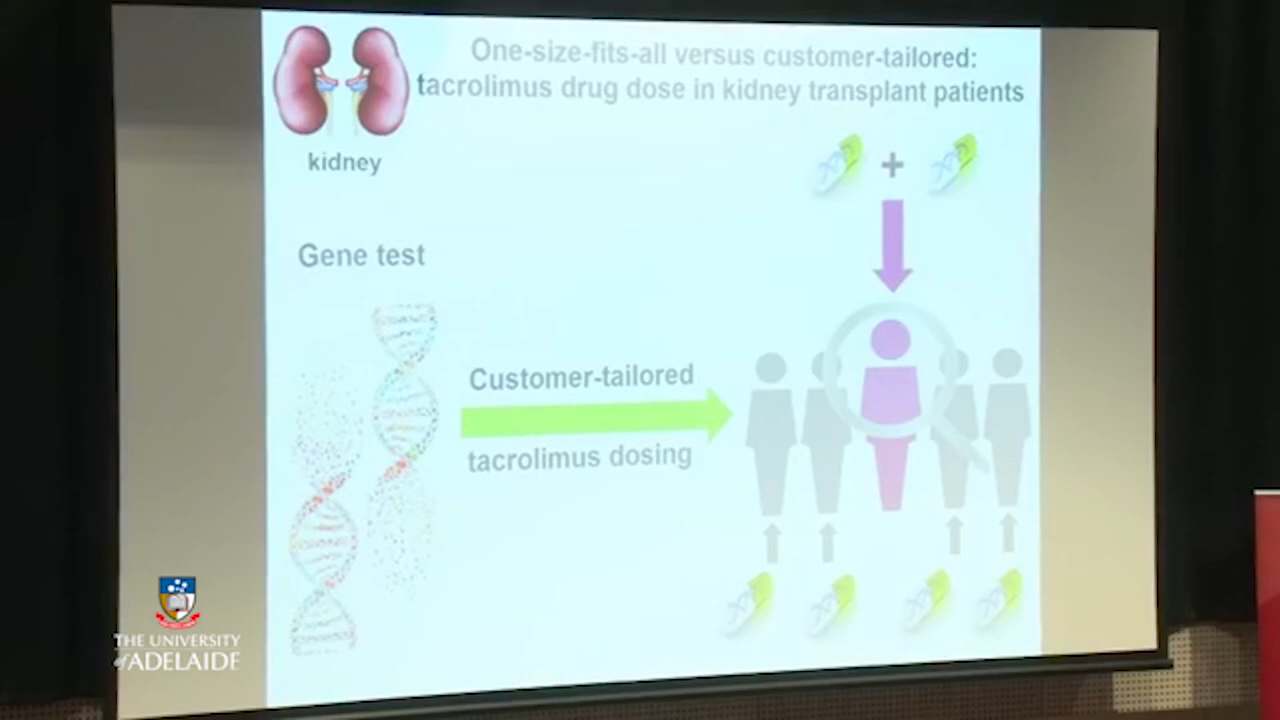 One-size-fits-all versus customer-tailored:
tacrolimus drug dose in kidney transplant patients
kidney
+
Gene test
Customer-tailored
tacrolimus dosing
THE UNIVERSITY
of ADELAIDE